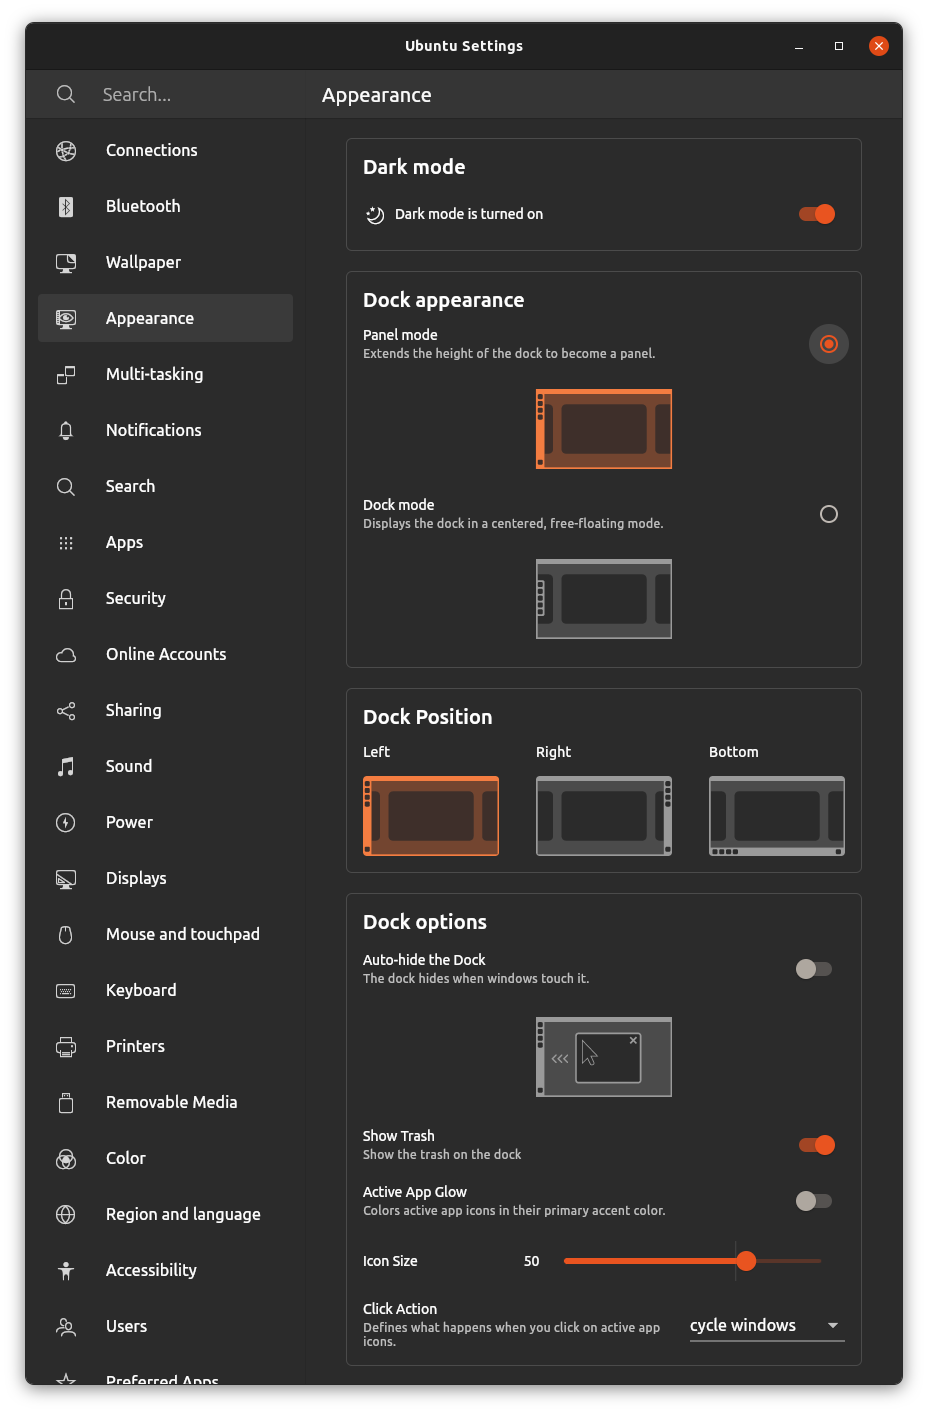 Ubuntu Settings
Search...
Appearance
Connections
Bluetooth
Wallpaper
Appearance
Multi-tasking
Notifications
Search
Apps
Security
Online Accounts
Sharing
Sound
Power
Displays
Mouse and touchpad
Keyboard
Printers
Removable Media
Color
Region and language
Accessibility
Users
Preferred Apps
Dark mode
Dark mode is turned on
Dock appearance
Panel mode
Extends the height of the dock to become a panel.
Dock mode
Displays the dock in a centered, free-floating mode.
Dock Position
Left
Right
Bottom
Dock options
Auto-hide the Dock
The dock hides when windows touch it.
Show Trash
Show the trash on the dock
Active App Glow
Colors active app icons in their primary accent color.
Icon Size
50
Click Action
Defines what happens when you click on active app
icons.
cycle windows